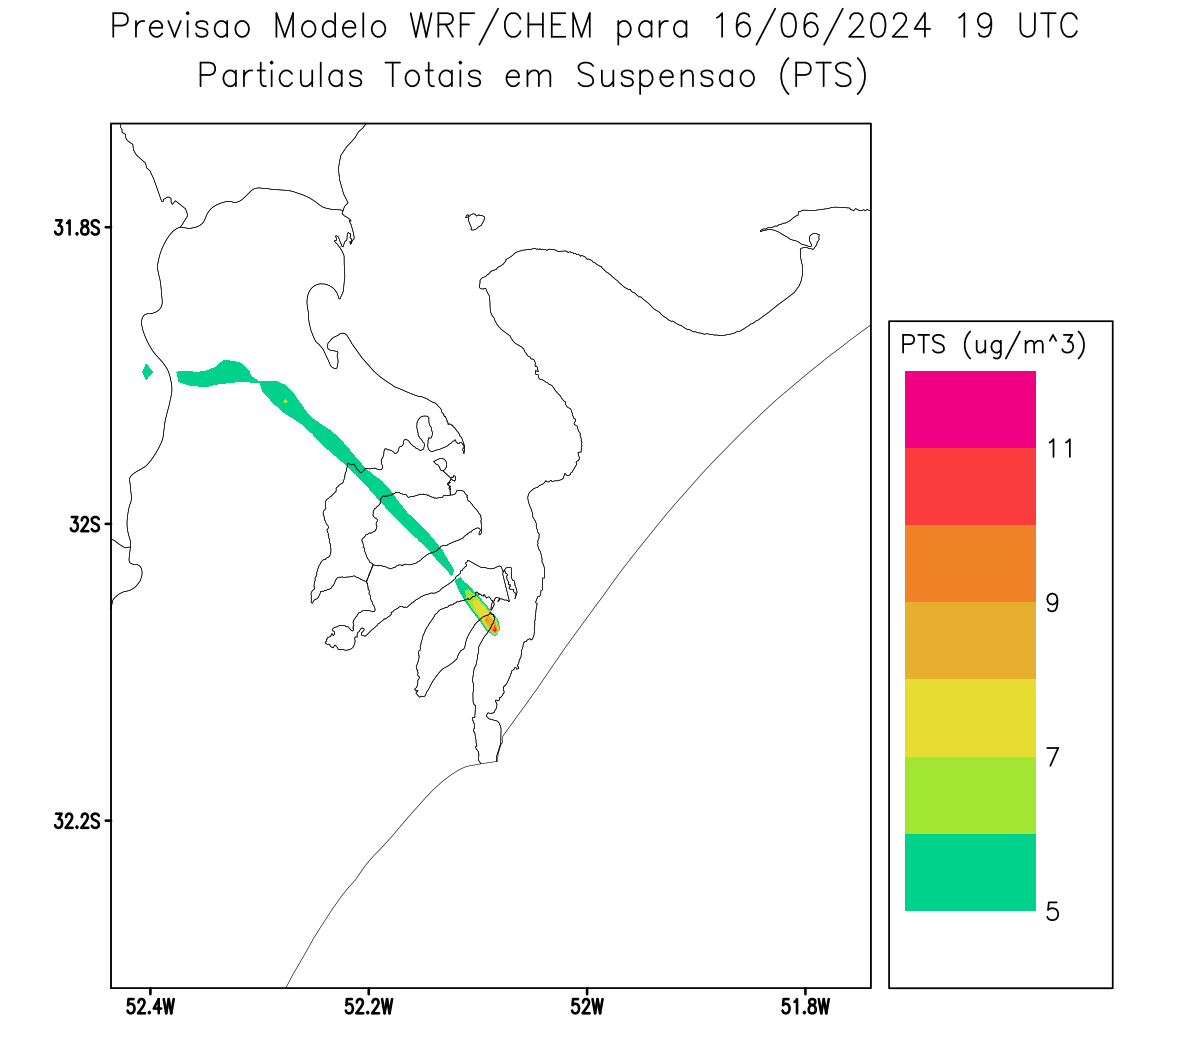 Previsao Modelo WRF/CHEM para 16/06/2024 19 UTC
Particulas Totais em Suspensao (PTS)
31.8S
32S
32.2S
52.4W
52.2W
52W
51.8W
PTS (ug/m^3)
11
9
7
5